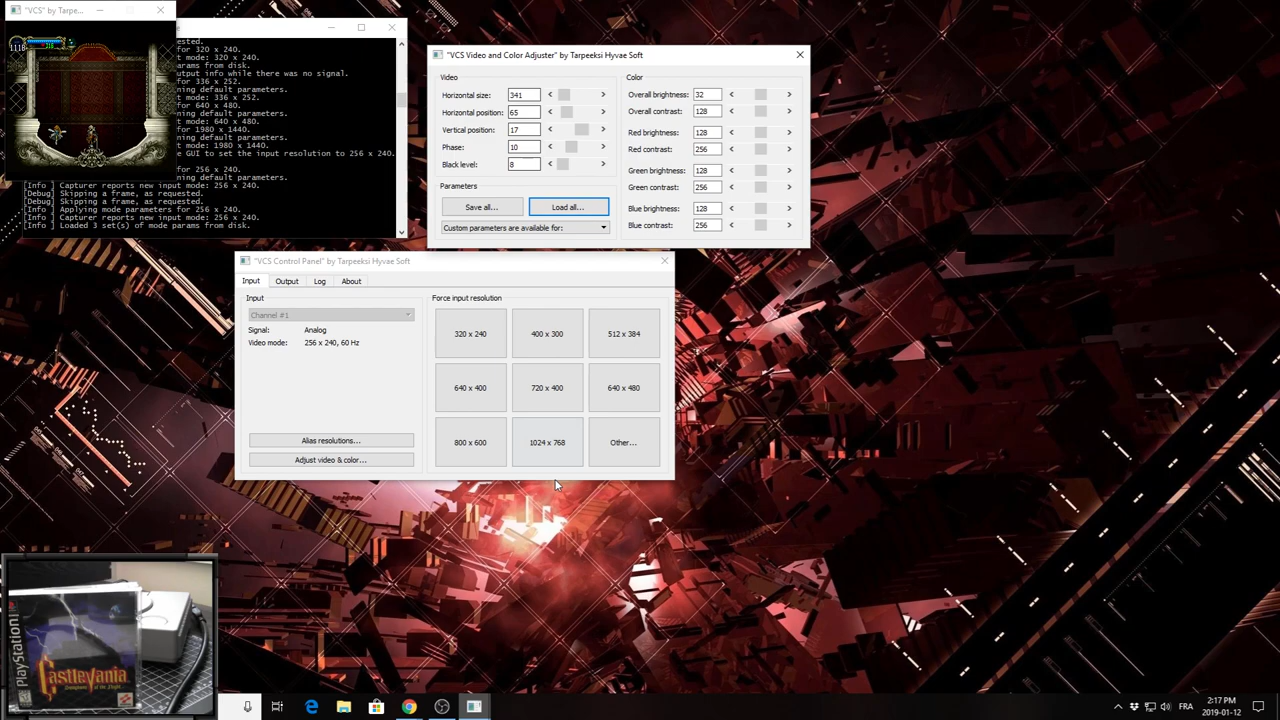 "VCS" by Tarpe...
1118
318
ested.
for 320 x 240.
t mode: 320 x 240.
arams from disk.
utput info while there was no signal.
for 336 x 252.
ning default parameters.
t mode: 336 x 252.
for 640 x 480.
ning default parameters.
t mode: 640 x 480.
for 1980 x 1440.
ning default parameters.
t mode: 1980 x 1440.
e GUI to set the input resolution to 256 x 240.
for 256 x 240.
ning default parameters.
[Info ] Capturer reports new input mode: 256 x 240.
[Debug] Skipping a frame, as requested.
[Debug] Skipping a frame, as requested.
[Info ] Applying mode parameters for 256 x 240.
[Info ] Capturer reports new input mode: 256 x 240.
[Info ] Loaded 3 set(s) of mode params from disk.
"VCS Video and Color Adjuster" by Tarpeeksi Hyvae Soft
Video
Horizontal size: 341
Horizontal position: 65
Vertical position: 17
Phase: 10
Black level: 8
Parameters
Save all...
Load all...
Custom parameters are available for:
Color
Overall brightness: 32
Overall contrast: 128
Red brightness: 128
Red contrast: 256
Green brightness: 128
Green contrast: 256
Blue brightness: 128
Blue contrast: 256
"VCS Control Panel" by Tarpeeksi Hyvae Soft
Input Output Log About
Input
Channel #1
Signal: Analog
Video mode: 256 x 240, 60 Hz
Alias resolutions...
Adjust video & color...
Force input resolution
320 x 240 400 x 300 512 x 384
640 x 400 720 x 400 640 x 480
800 x 600 1024 x 768 Other...
PlayStation
Castlevania
KONAMI
FRA
2:17 PM
2019-01-12